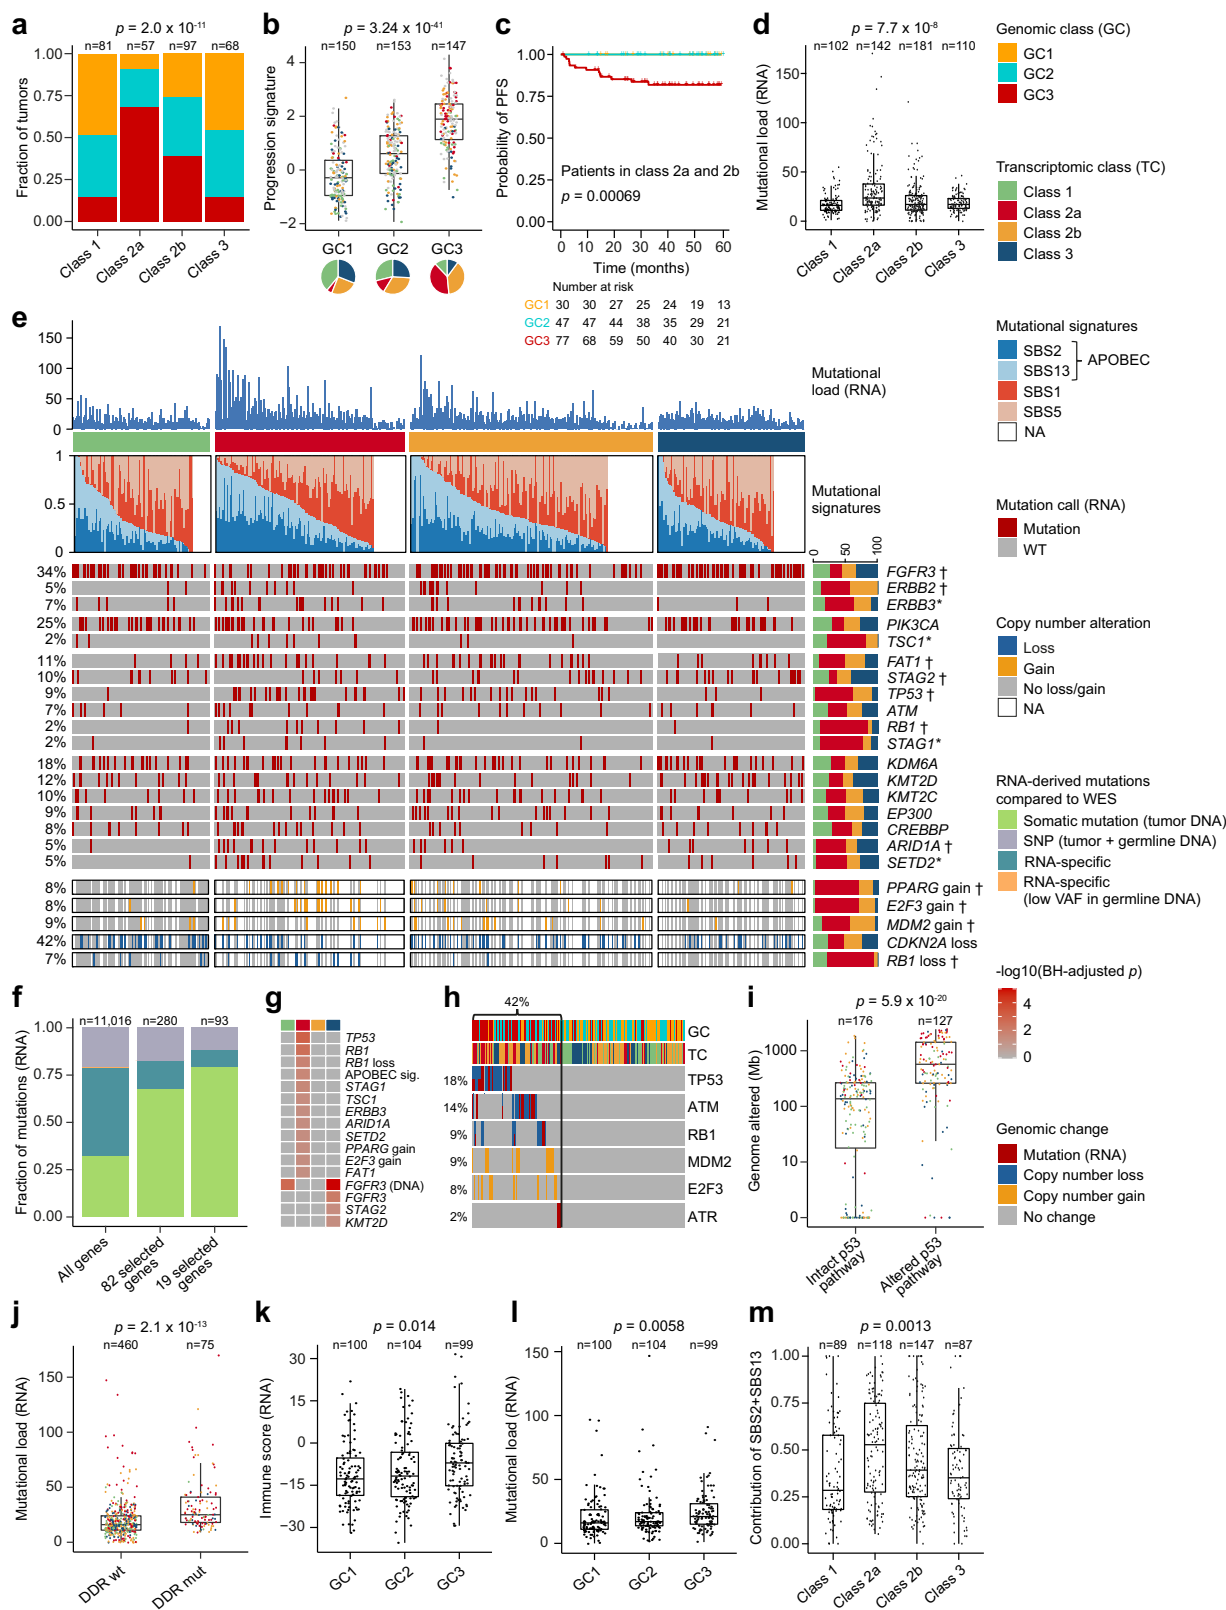 a
p = 2.0 x 10-11
n=81 n=57 n=97 n=68
Fraction of tumors
1.00
0.75
0.50
0.25
0.00
Class 1
Class 2a
Class 2b
Class 3
b
p = 3.24 x 10-41
n=150 n=153 n=147
Progression signature
4
2
0
−2
GC1 GC2 GC3
c
Probability of PFS
1.00
0.75
0.50
0.25
0.00
Patients in class 2a and 2b
p = 0.00069
0 10 20 30 40 50 60
Time (months)
Number at risk
GC1 30 30 27 25 24 19 13
GC2 47 47 44 38 35 29 21
GC3 77 68 59 50 40 30 21
d
p = 7.7 x 10-8
n=102 n=142 n=181 n=110
Mutational load (RNA)
150
100
50
0
Class 1
Class 2a
Class 2b
Class 3
Genomic class (GC)
GC1
GC2
GC3
Transcriptomic class (TC)
Class 1
Class 2a
Class 2b
Class 3
e
150
100
50
0
Mutational
load (RNA)
1
0.5
0
Mutational
signatures
0 50 100
34% FGFR3 †
5% ERBB2 †
7% ERBB3*
25% PIK3CA
2% TSC1*
11% FAT1 †
10% STAG2 †
9% TP53 †
7% ATM
2% RB1 †
2% STAG1*
18% KDM6A
12% KMT2D
10% KMT2C
9% EP300
8% CREBBP
5% ARID1A †
5% SETD2*
8% PPARG gain †
8% E2F3 gain †
9% MDM2 gain †
42% CDKN2A loss
7% RB1 loss †
Mutational signatures
SBS2
SBS13
APOBEC
SBS1
SBS5
NA
Mutation call (RNA)
Mutation
WT
Copy number alteration
Loss
Gain
No loss/gain
NA
RNA-derived mutations
compared to WES
Somatic mutation (tumor DNA)
SNP (tumor + germline DNA)
RNA-specific
RNA-specific
(low VAF in germline DNA)
-log10(BH-adjusted p)
4
2
0
Genomic change
Mutation (RNA)
Copy number loss
Copy number gain
No change
f
n=11,016 n=280 n=93
Fraction of mutations (RNA)
1.00
0.75
0.50
0.25
0.00
All genes
82 selected
genes
19 selected
genes
g
TP53
RB1
RB1 loss
APOBEC sig.
STAG1
TSC1
ERBB3
ARID1A
SETD2
PPARG gain
E2F3 gain
FAT1
FGFR3 (DNA)
FGFR3
STAG2
KMT2D
h
42%
GC
TC
18% TP53
14% ATM
9% RB1
9% MDM2
8% E2F3
2% ATR
i
p = 5.9 x 10-20
n=176 n=127
Genome altered (Mb)
1000
100
10
0
Intact p53
pathway
Altered p53
pathway
j
p = 2.1 x 10-13
n=460 n=75
Mutational load (RNA)
150
100
50
0
DDR wt
DDR mut
k
p = 0.014
n=100 n=104 n=99
Immune score (RNA)
30
15
0
−15
−30
GC1
GC2
GC3
l
p = 0.0058
n=100 n=104 n=99
Mutational load (RNA)
150
100
50
0
GC1
GC2
GC3
m
p = 0.0013
n=89 n=118 n=147 n=87
Contribution of SBS2+SBS13
1.00
0.75
0.50
0.25
0.00
Class 1
Class 2a
Class 2b
Class 3